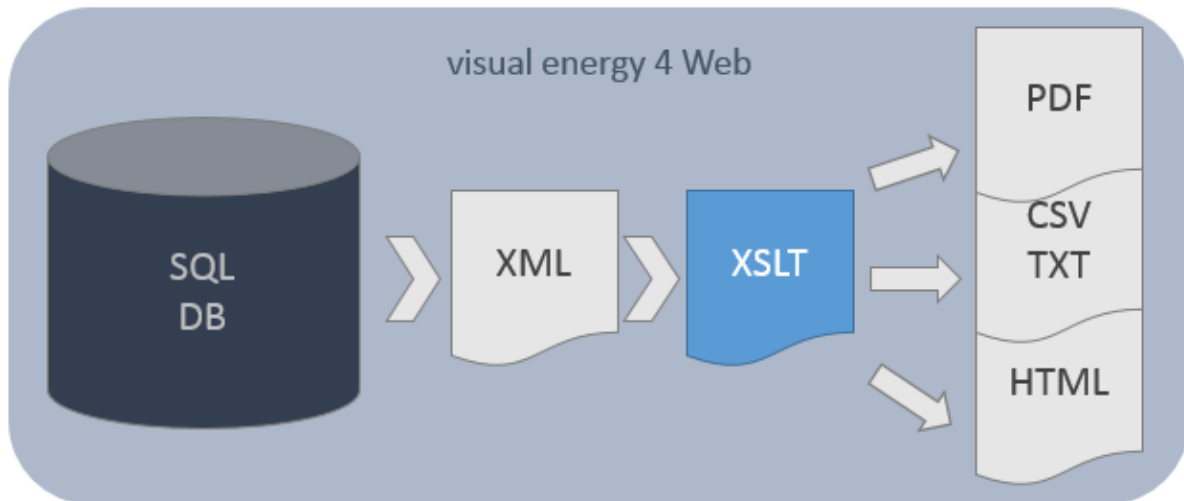 visual energy 4 Web
SQL
DB
XML
XSLT
PDF
CSV
TXT
HTML